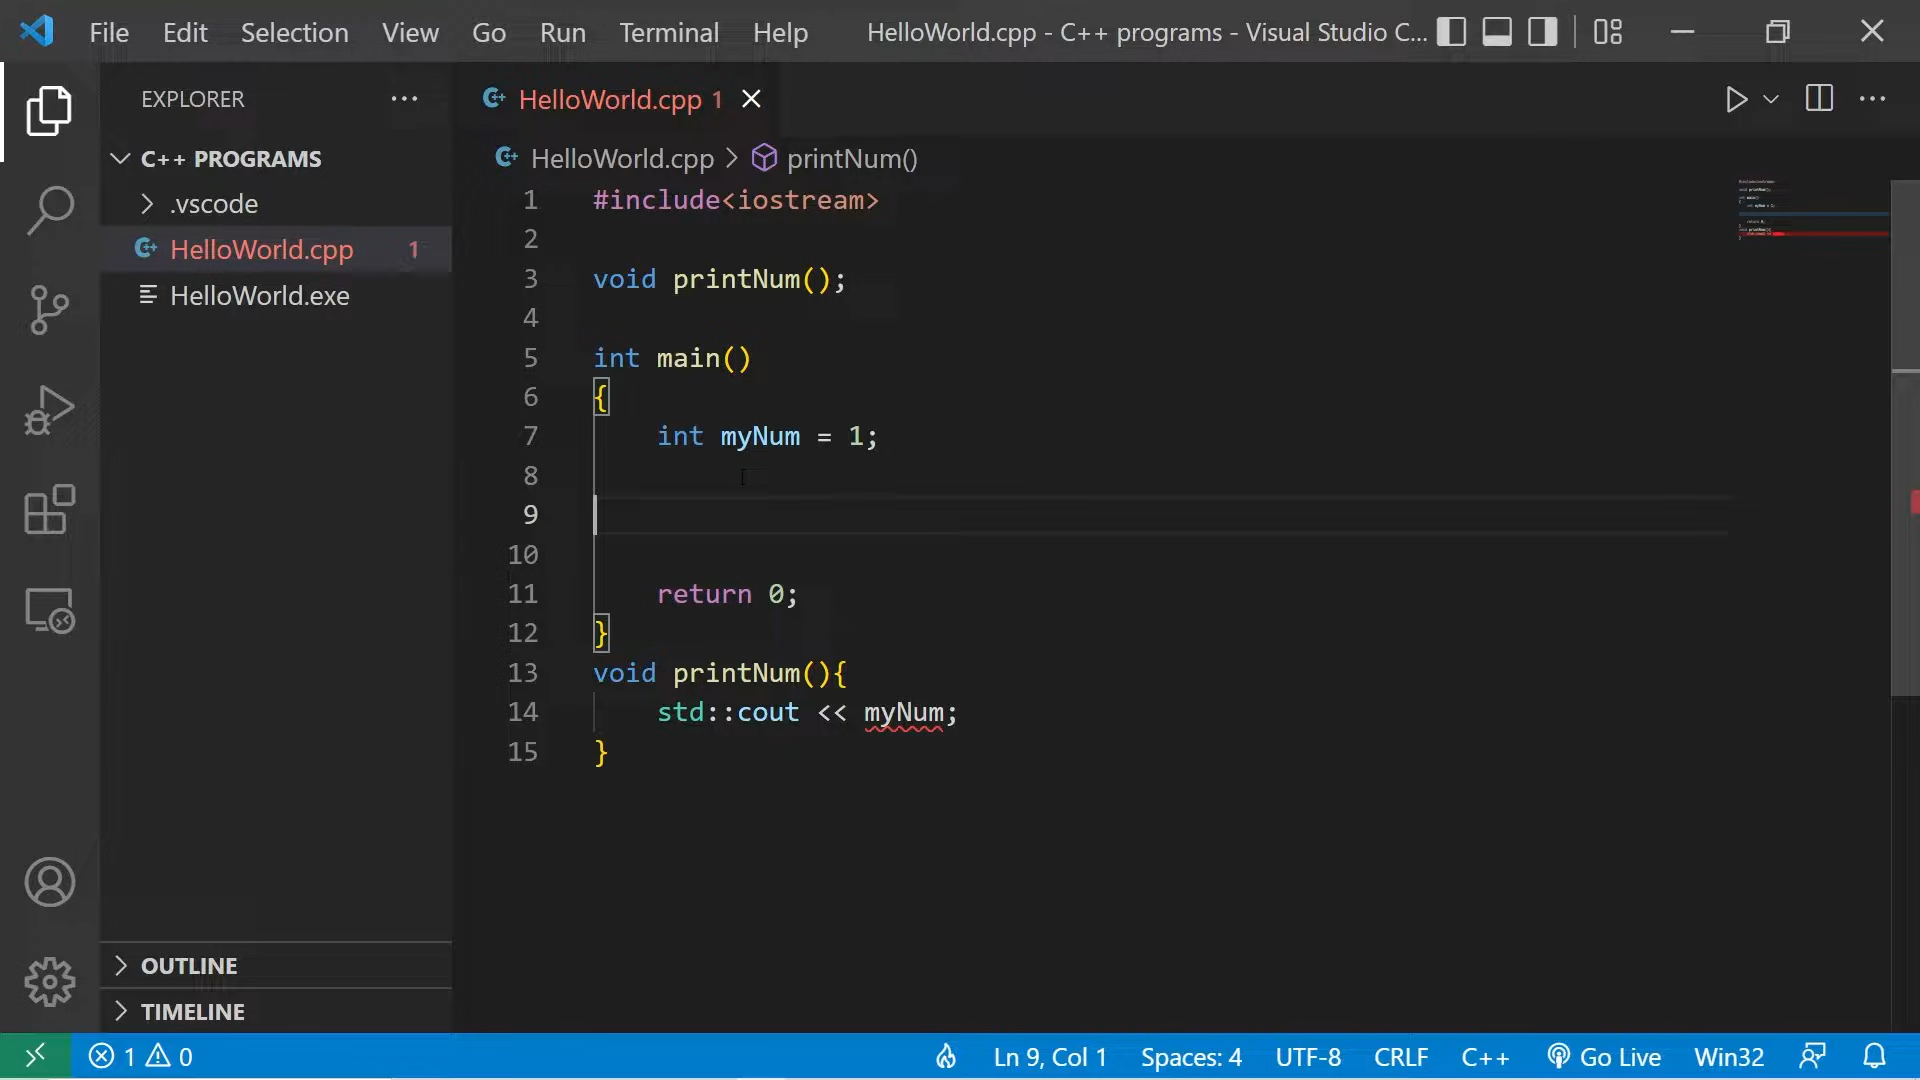 File Edit Selection View Go Run Terminal Help HelloWorld.cpp - C++ programs - Visual Studio C...
EXPLORER
C++ PROGRAMS
.vscode
HelloWorld.cpp 1
HelloWorld.exe
OUTLINE
TIMELINE
HelloWorld.cpp 1
HelloWorld.cpp > printNum()
1 #include<iostream>
2
3 void printNum();
4
5 int main()
6 {
7     int myNum = 1;
8
9
10
11     return 0;
12 }
13 void printNum(){
14     std::cout << myNum;
15 }
1 0 Ln 9, Col 1 Spaces: 4 UTF-8 CRLF C++ Go Live Win32